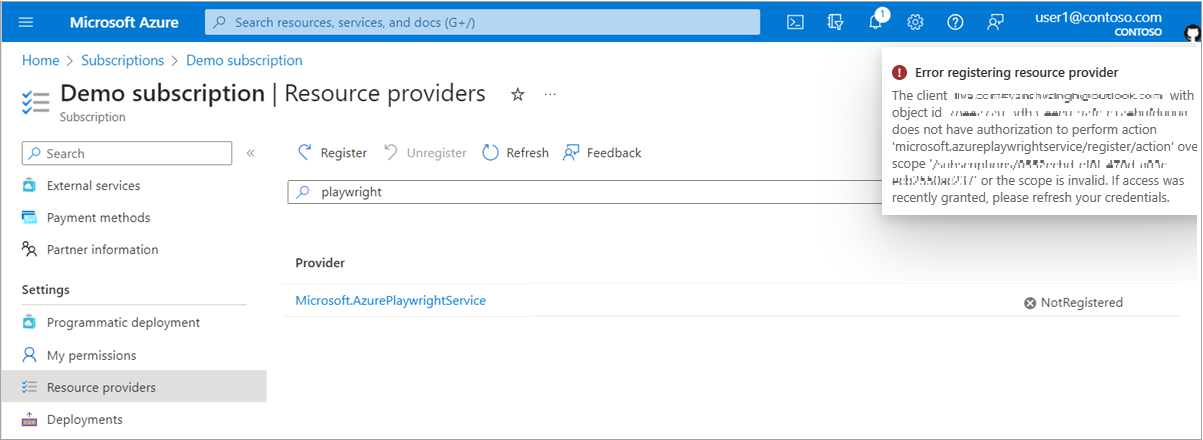 Microsoft Azure
Search resources, services, and docs (G+/)
1
user1@contoso.com
CONTOSO
Home > Subscriptions > Demo subscription
Demo subscription | Resource providers
Subscription
Search
«
External services
Payment methods
Partner information
Settings
Programmatic deployment
My permissions
Resource providers
Deployments
Register
Unregister
Refresh
Feedback
playwright
Provider
Microsoft.AzurePlaywrightService
NotRegistered
Error registering resource provider
The client with
object id
does not have authorization to perform action
'microsoft.azureplaywrightservice/register/action' ove
scope
or the scope is invalid. If access was
recently granted, please refresh your credentials.